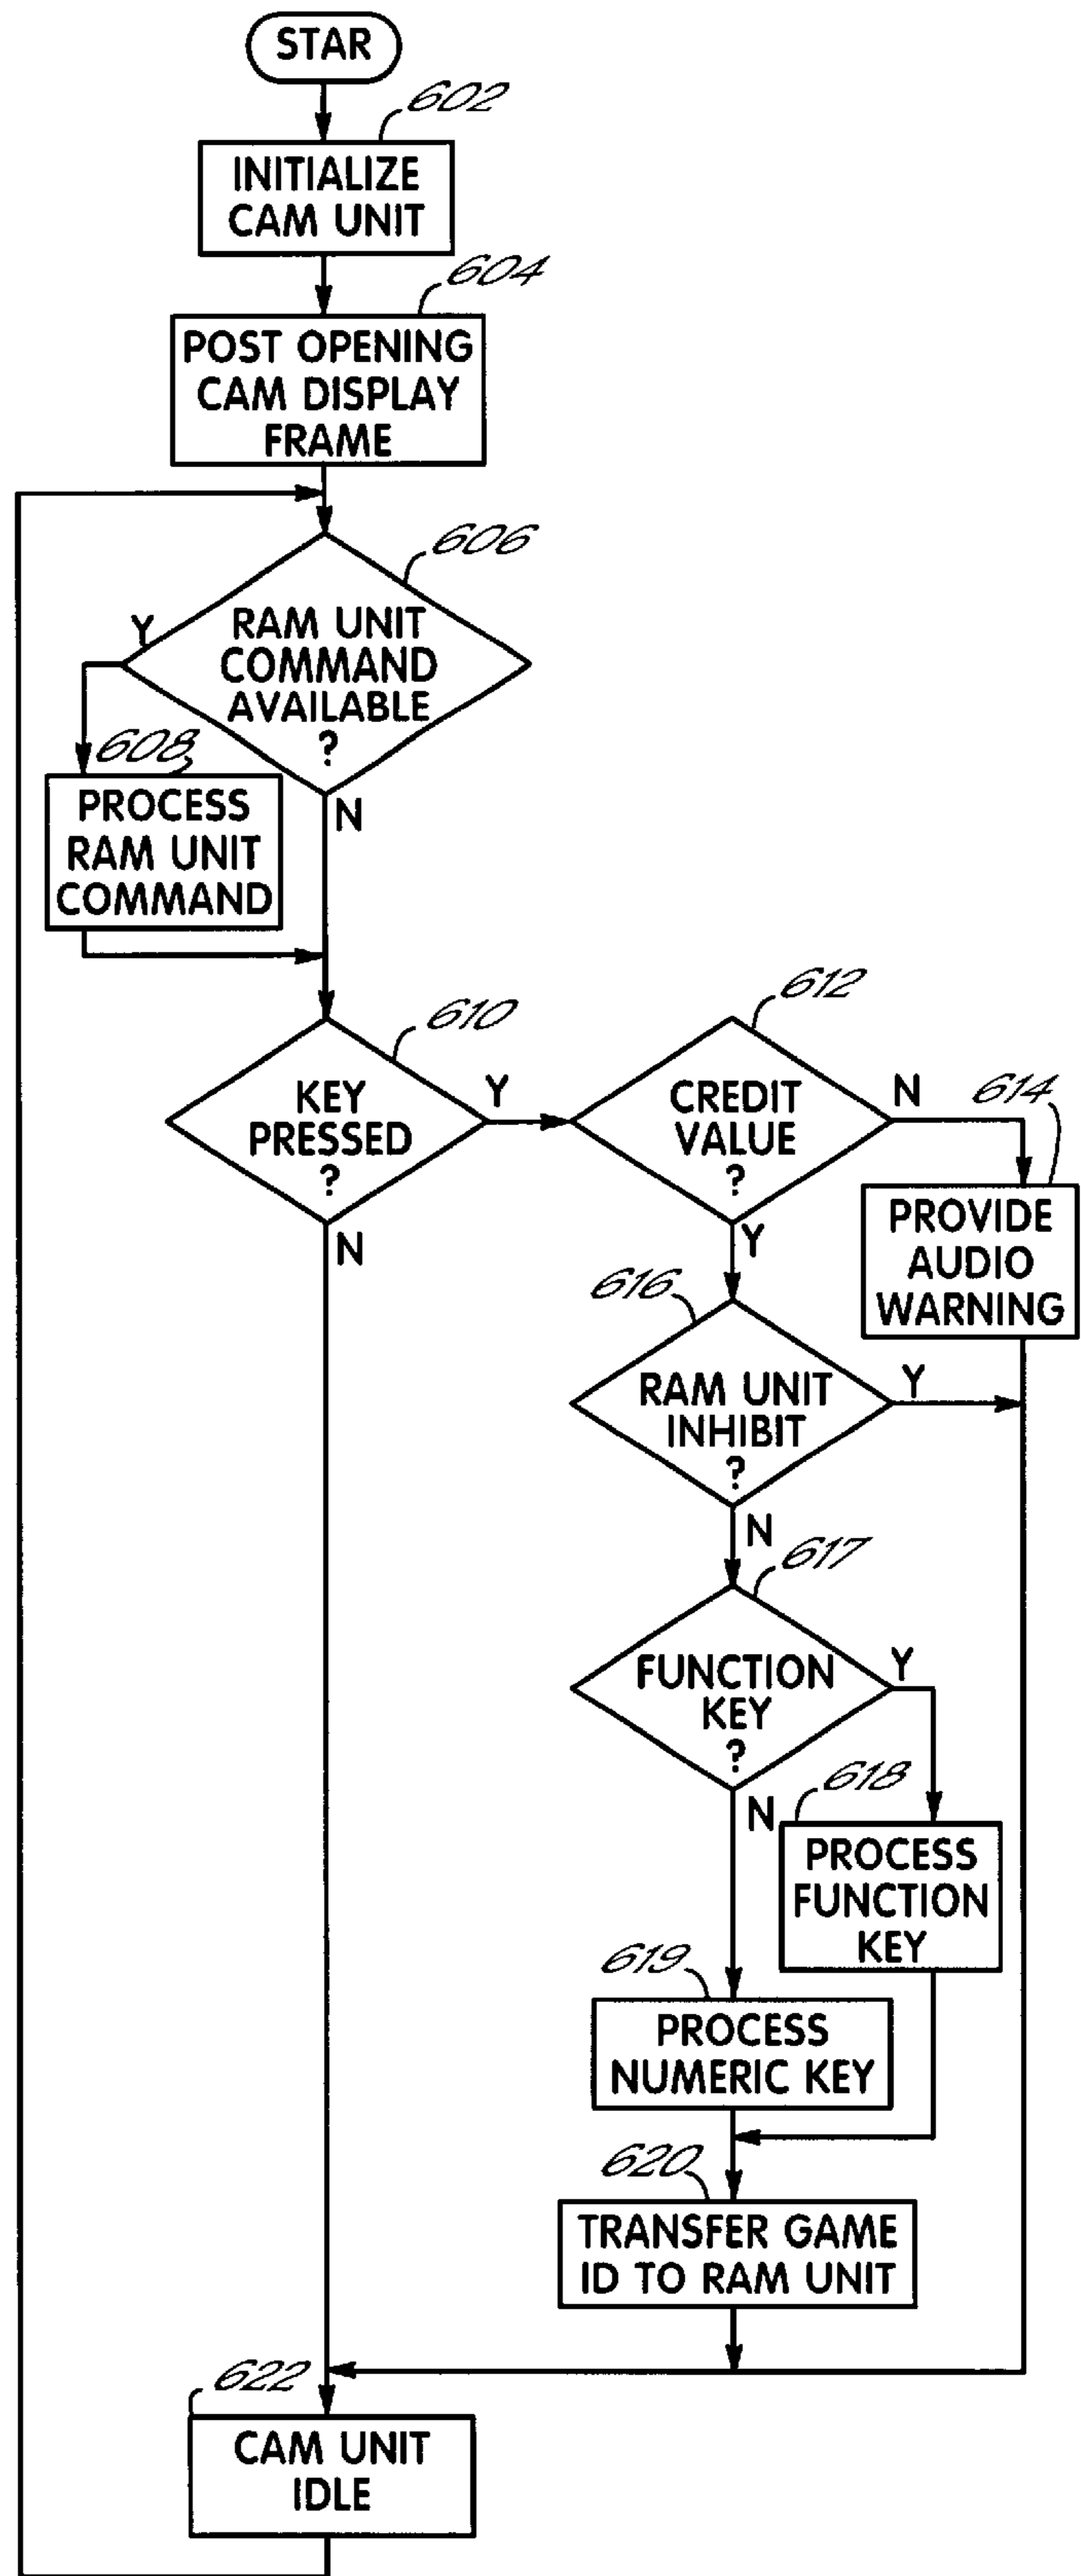 STAR
602
INITIALIZE
CAM UNIT
604
POST OPENING
CAM DISPLAY
FRAME
606
Y
RAM UNIT
COMMAND
AVAILABLE
?
N
608
PROCESS
RAM UNIT
COMMAND
610
KEY
PRESSED
?
Y
N
612
CREDIT
VALUE
?
N
Y
614
PROVIDE
AUDIO
WARNING
616
RAM UNIT
INHIBIT
?
Y
N
617
FUNCTION
KEY
?
Y
N
618
PROCESS
FUNCTION
KEY
619
PROCESS
NUMERIC KEY
620
TRANSFER GAME
ID TO RAM UNIT
622
CAM UNIT
IDLE